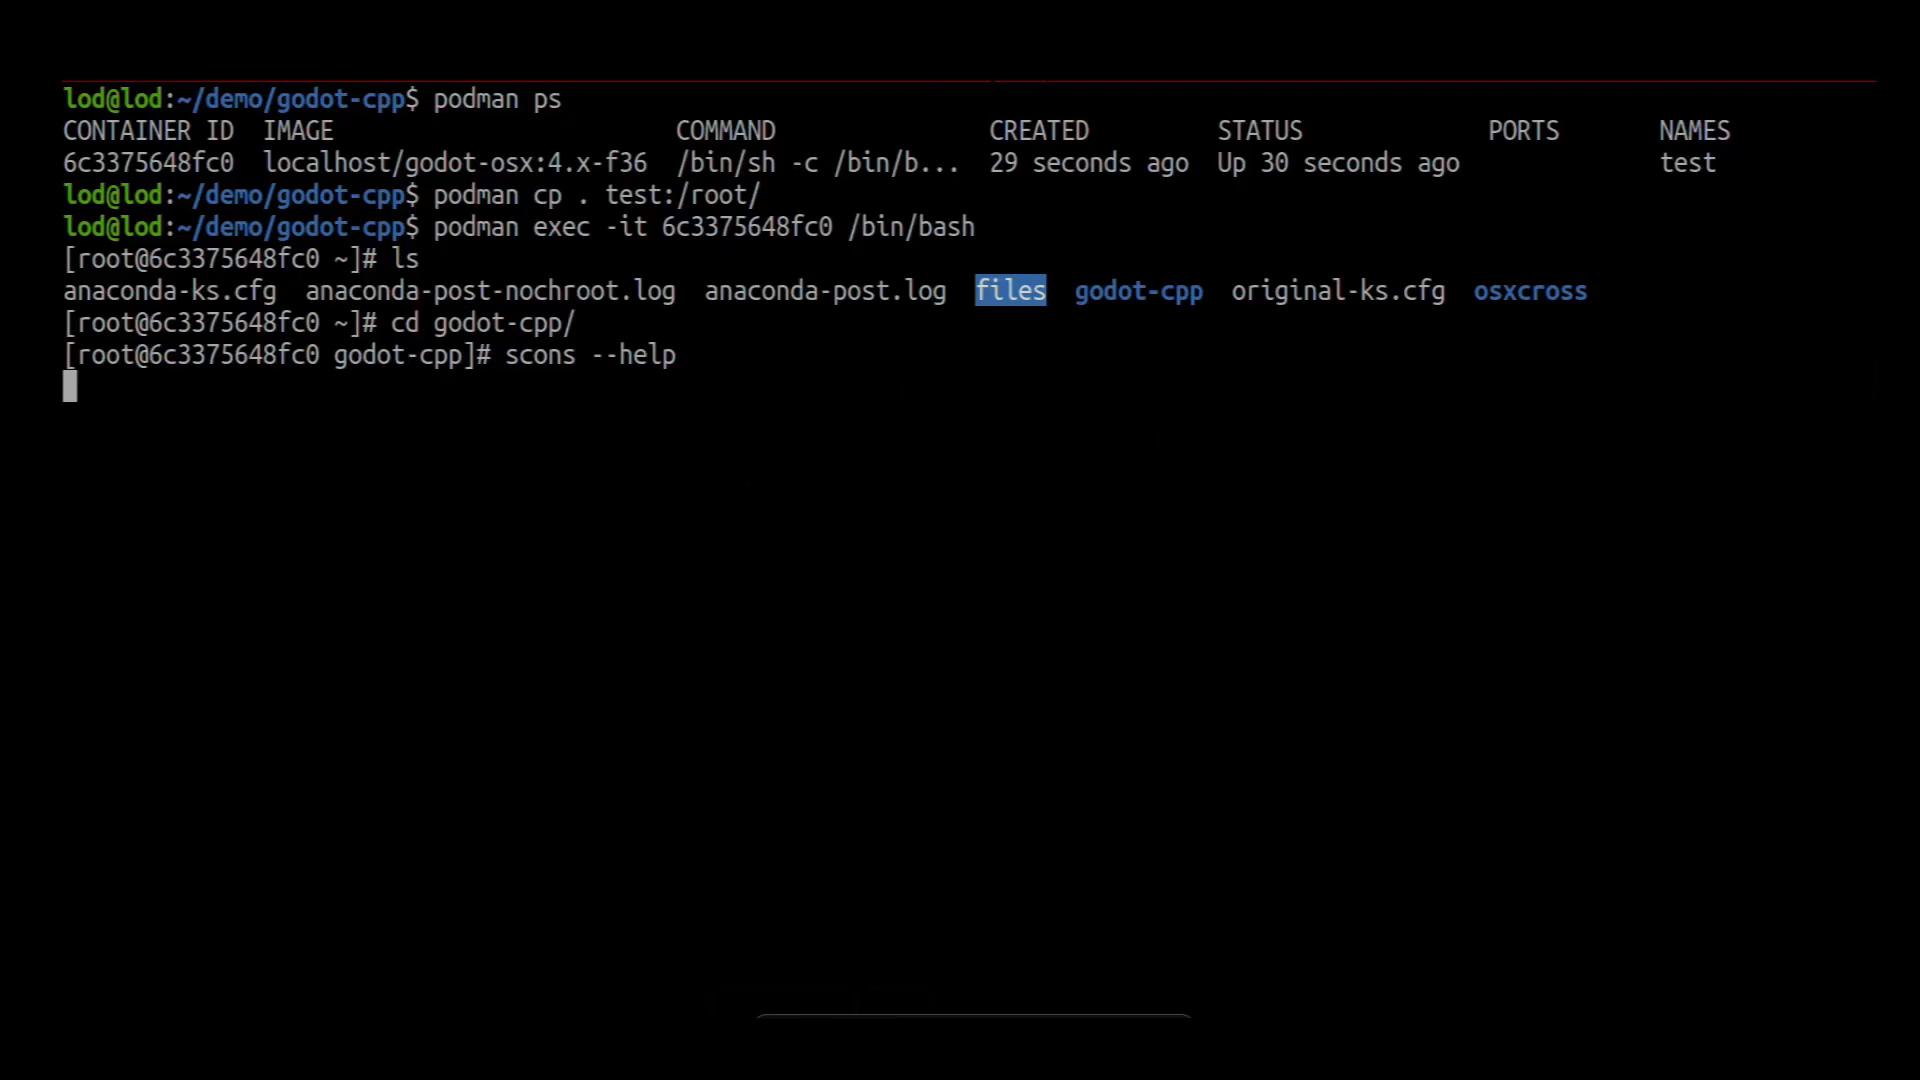 lod@lod:~/demo/godot-cpp$ podman ps
CONTAINER ID  IMAGE                        COMMAND               CREATED         STATUS             PORTS       NAMES
6c3375648fc0  localhost/godot-osx:4.x-f36  /bin/sh -c /bin/b...  29 seconds ago  Up 30 seconds ago              test
lod@lod:~/demo/godot-cpp$ podman cp . test:/root/
lod@lod:~/demo/godot-cpp$ podman exec -it 6c3375648fc0 /bin/bash
[root@6c3375648fc0 ~]# ls
anaconda-ks.cfg  anaconda-post-nochroot.log  anaconda-post.log  files  godot-cpp  original-ks.cfg  osxcross
[root@6c3375648fc0 ~]# cd godot-cpp/
[root@6c3375648fc0 godot-cpp]# scons --help